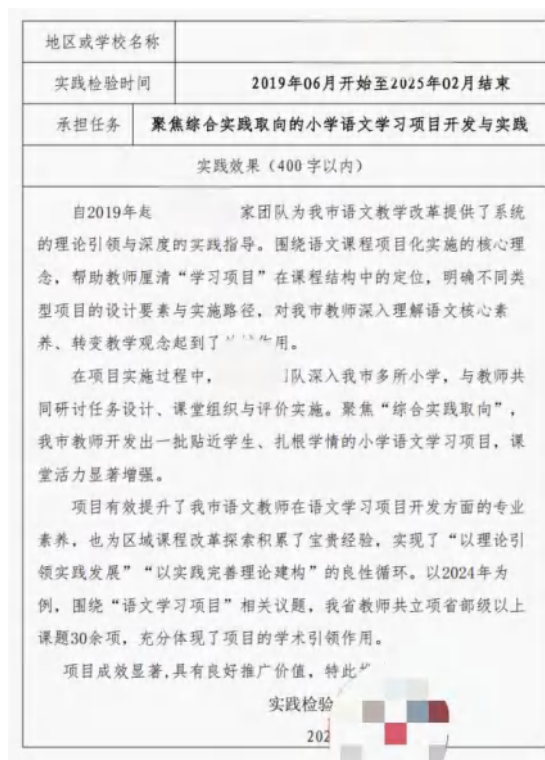 地区或学校名称
实践检验时间 2019年06月开始至2025年02月结束
承担任务 聚焦综合实践取向的小学语文学习项目开发与实践
实践效果（400字以内）
自2019年起 家团队为我市语文教学改革提供了系统
的理论引领与深度的实践指导。围绕语文课程项目化实施的核心理
念，帮助教师厘清“学习项目”在课程结构中的定位，明确不同类
型项目的设计要素与实施路径，对我市教师深入理解语文核心素
养、转变教学观念起到了 作用。
在项目实施过程中， 队深入我市多所小学，与教师共
同研讨任务设计、课堂组织与评价实施。聚焦“综合实践取向”，
我市教师开发出一批贴近学生、扎根学情的小学语文学习项目，课
堂活力显著增强。
项目有效提升了我市语文教师在语文学习项目开发方面的专业
素养，也为区域课程改革探索积累了宝贵经验，实现了“以理论引
领实践发展”“以实践完善理论建构”的良性循环。以2024年为
例，围绕“语文学习项目”相关议题，我省教师共立项省部级以上
课题30余项，充分体现了项目的学术引领作用。
项目成效显著,具有良好推广价值，特此
实践检验
202